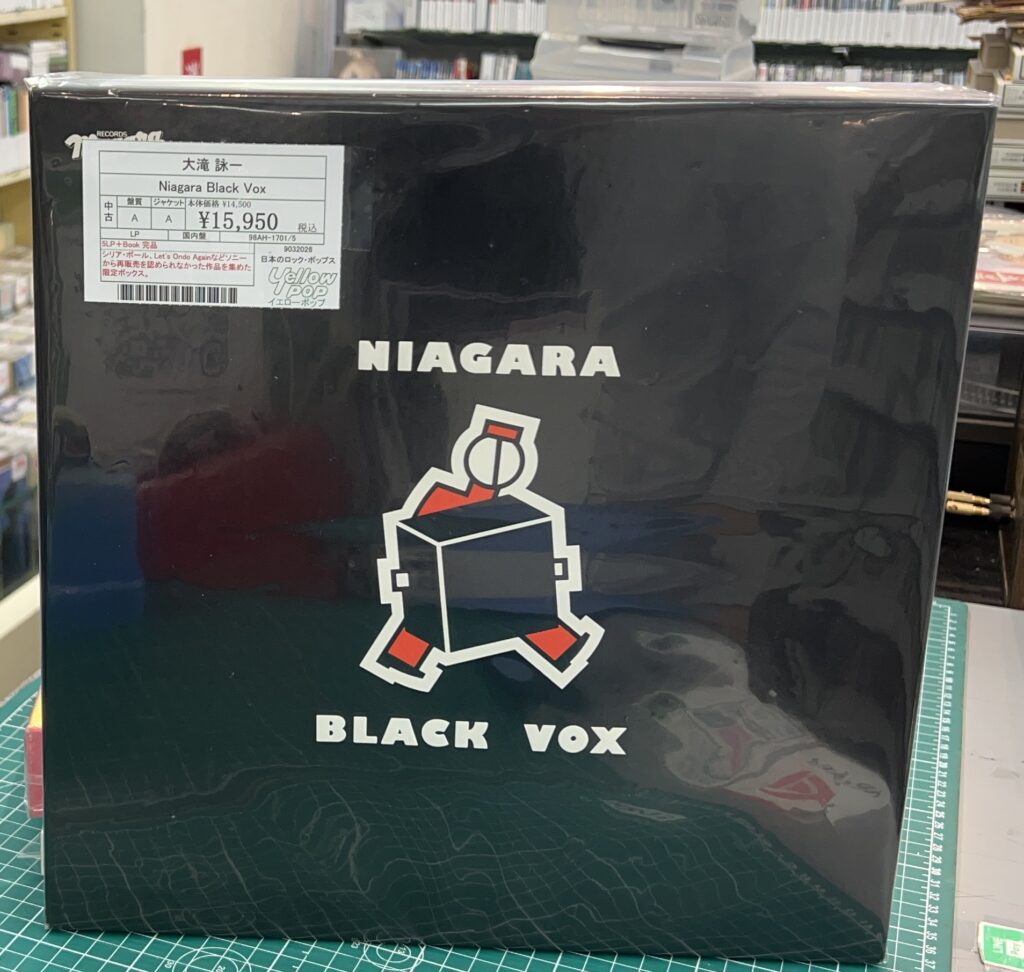 RECORDS
大滝 詠一
Niagara Black Vox
中古
盤質
ジャケット
本体価格 ¥14,500
A
A
¥15,950 税込
LP
国内盤
98AH-1701/5
5LP+Book 完品
9032026
シリア・ポール、Let's Ondo Againなどソニー
から再販売を認められなかった作品を集めた
限定ボックス。
日本のロック・ポップス
Yellow
POP
イエローポップ
NIAGARA
BLACK VOX